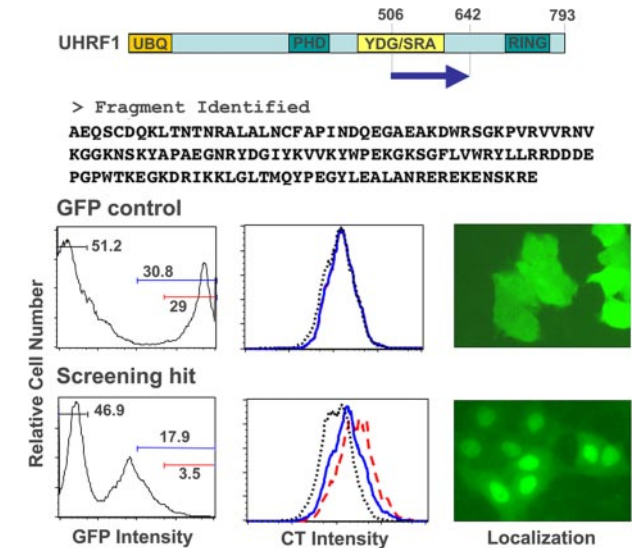 506 642 793
UHRF1 UBQ PHD YDG/SRA RING
> Fragment Identified
AEQSCDQKLTNTNRALALNCFAPINDQEGAEAKDWRSGKPVRVVRNV
KGGKNSKYAPAEGNRYDGIYKVVKYWPEKGKSGFLVWRYLLRRDDDE
PGPWTKEGKDRIKKLGLTMQYPEGYLEALANREREKENSKRE
GFP control
51.2
30.8
29
Relative Cell Number
Screening hit
46.9
17.9
3.5
GFP Intensity CT Intensity Localization